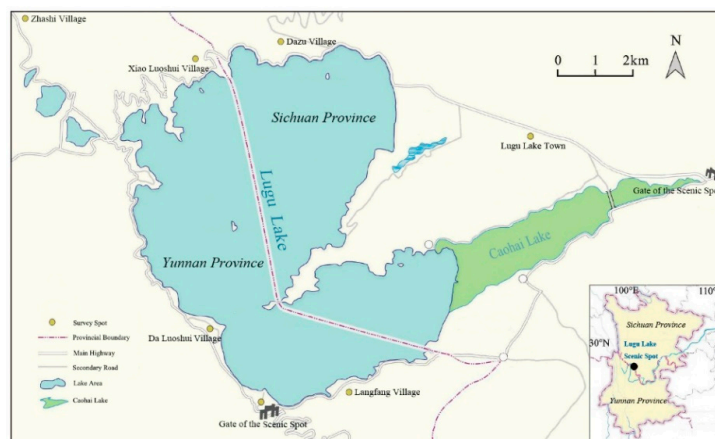 Zhashi Village
Dazu Village
Xiao Luoshui Village
N
0 1 2km
Sichuan Province
Lugu Lake Town
Lugu Lake
Gate of the Scenic Spot
Caohai Lake
Yunnan Province
Da Luoshui Village
Langfang Village
Gate of the Scenic Spot
Survey Spot
Provincial Boundary
Main Highway
Secondary Road
Lake Area
Caohai Lake
100°E
110°
30°N
Sichuan Province
Lugu Lake
Scenic Spot
Yunnan Province